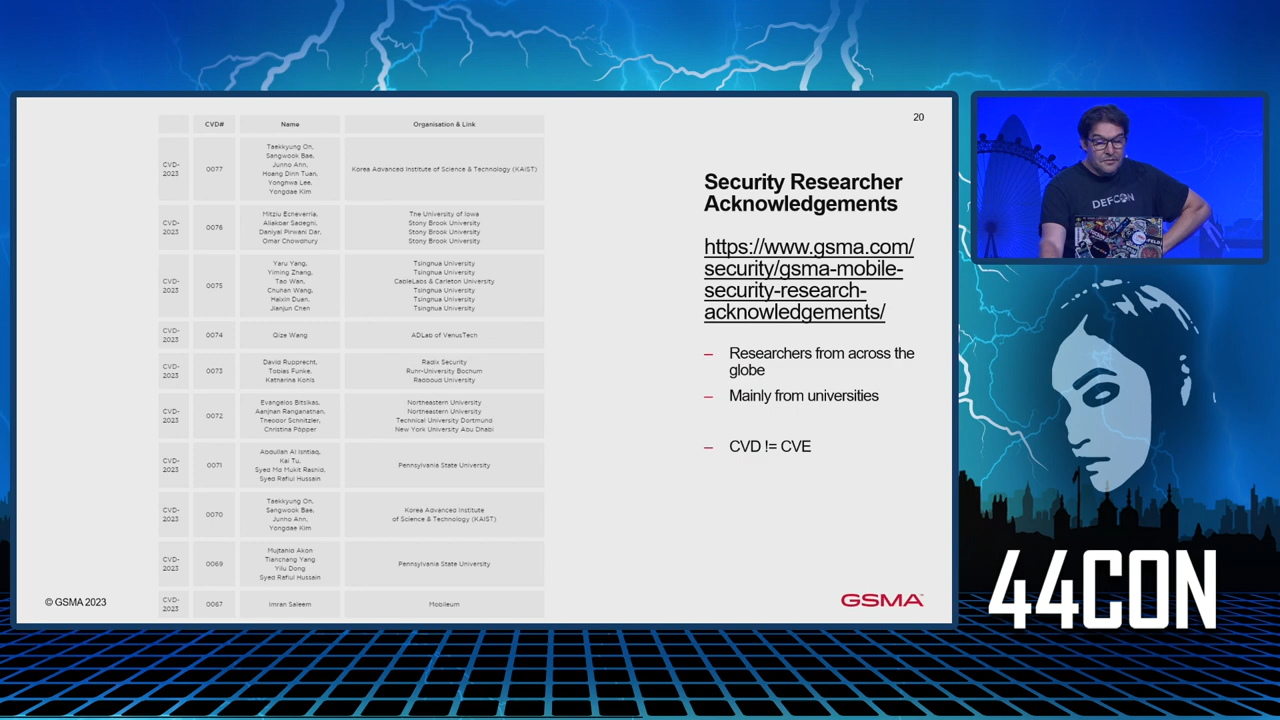 20
CVD# Name Organisation & Link
CVD-
2023
0077
Taekkyung Oh,
Sangwook Bae,
Junho Ahn,
Hoang Dinh Tuan,
Yonghwa Lee,
Yongdae Kim
Korea Advanced Institute of Science & Technology (KAIST)
CVD-
2023
0076
Mitziu Echeverria,
Aliakbar Sadeghi,
Daniyal Pirwani Dar,
Omar Chowdhury
The University of Iowa
Stony Brook University
Stony Brook University
Stony Brook University
CVD-
2023
0075
Yaru Yang,
Yiming Zhang,
Tao Wan,
Chuhan Wang,
Haixin Duan,
Jianjun Chen
Tsinghua University
Tsinghua University
CableLabs & Carleton University
Tsinghua University
Tsinghua University
Tsinghua University
CVD-
2023
0074
Qize Wang
ADLab of VenusTech
CVD-
2023
0073
David Rupprecht,
Tobias Funke,
Katharina Kohls
Radix Security
Ruhr-University Bochum
Radboud University
CVD-
2023
0072
Evangelos Bitsikas,
Aanjhan Ranganathan,
Theodor Schnitzler,
Christina Pöpper
Northeastern University
Northeastern University
Technical University Dortmund
New York University Abu Dhabi
CVD-
2023
0071
Abdullah Al Ishtiaq,
Kai Tu,
Syed Md Mukit Rashid,
Syed Rafiul Hussain
Pennsylvania State University
CVD-
2023
0070
Taekkyung Oh,
Sangwook Bae,
Junho Ahn,
Yongdae Kim
Korea Advanced Institute
of Science & Technology (KAIST)
CVD-
2023
0069
Mujtahid Akon
Tianchang Yang
Yilu Dong
Syed Rafiul Hussain
Pennsylvania State University
CVD-
2023
0067
Imran Saleem
Mobileum
Security Researcher
Acknowledgements
https://www.gsma.com/
security/gsma-mobile-
security-research-
acknowledgements/
– Researchers from across the
globe
– Mainly from universities
– CVD != CVE
© GSMA 2023
GSMA™
DEFCON
44CON